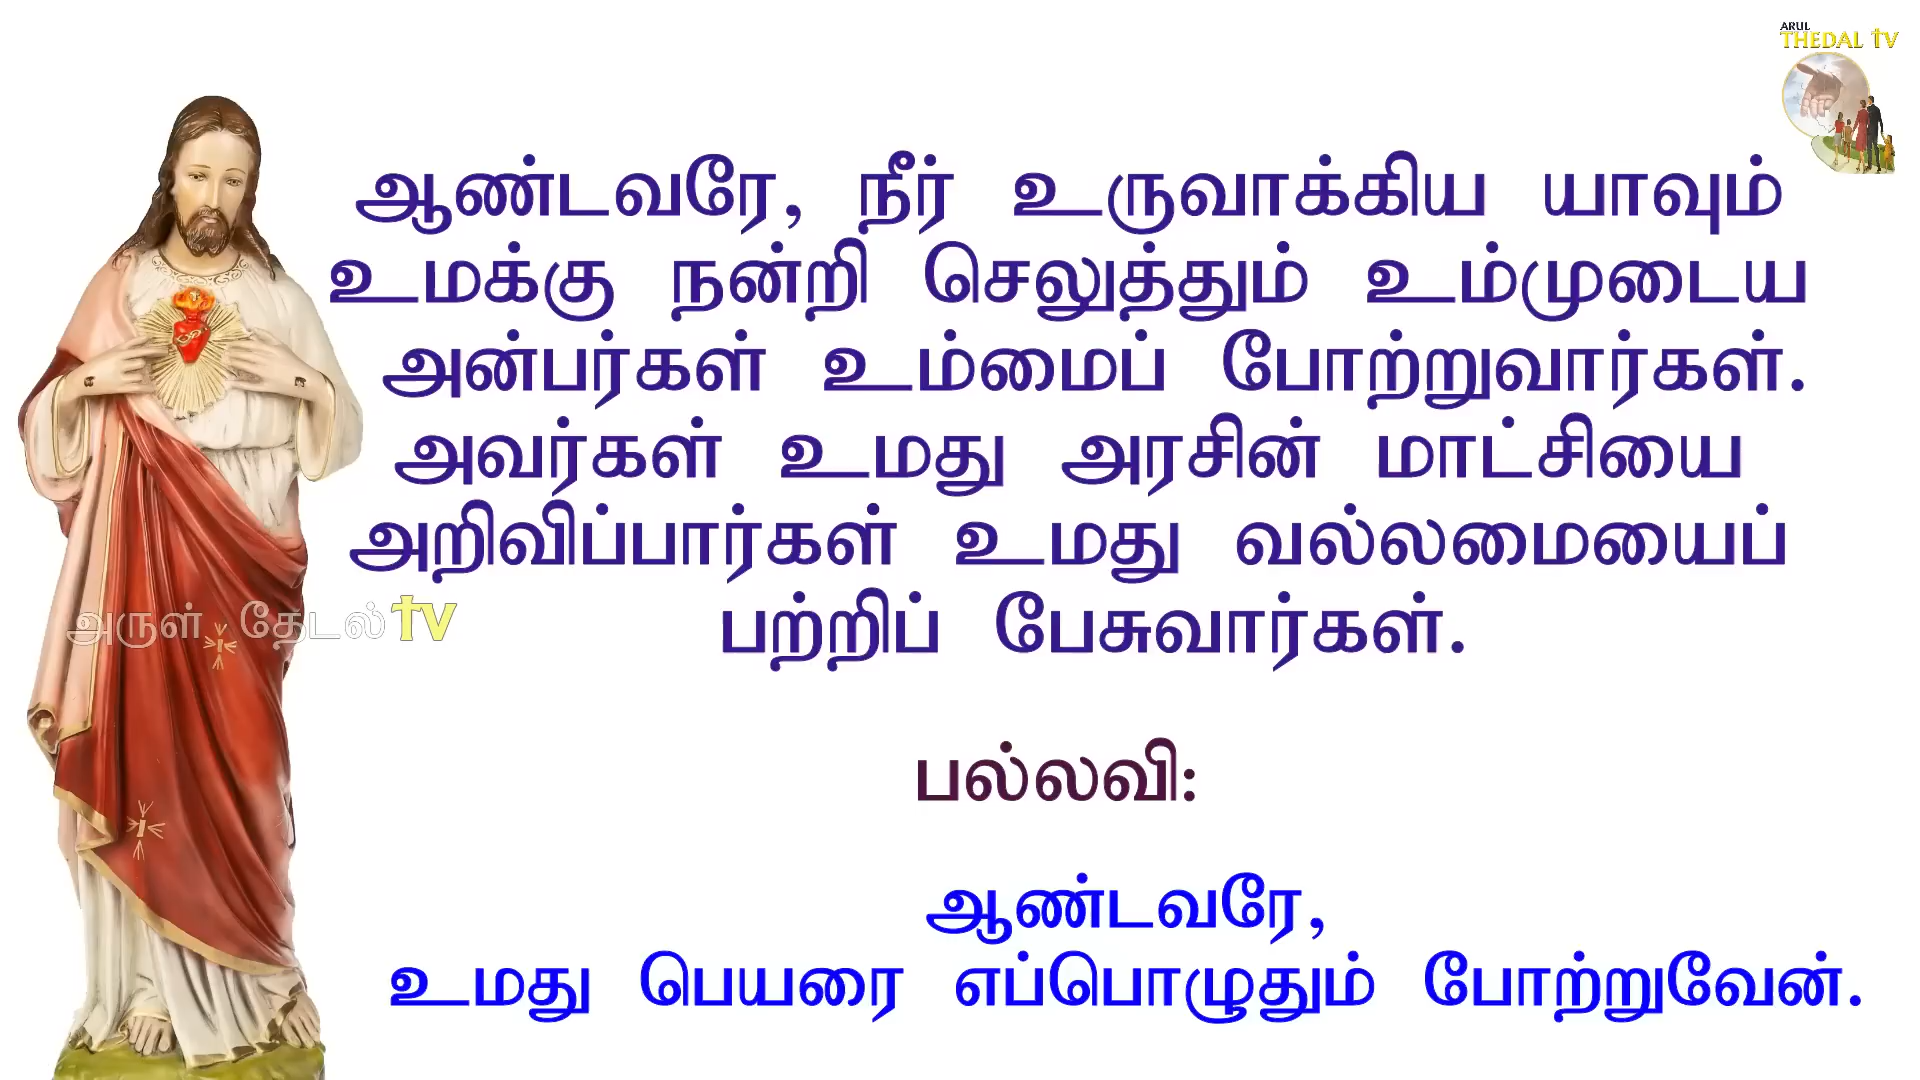 ARUL
THEDAL TV
ஆண்டவரே, நீர் உருவாக்கிய யாவும்
உமக்கு நன்றி செலுத்தும் உம்முடைய
அன்பர்கள் உம்மைப் போற்றுவார்கள்.
அவர்கள் உமது அரசின் மாட்சியை
அறிவிப்பார்கள் உமது வல்லமையைப்
அருள் தேடல் TV
பற்றிப் பேசுவார்கள்.
பல்லவி:
ஆண்டவரே,
உமது பெயரை எப்பொழுதும் போற்றுவேன்.